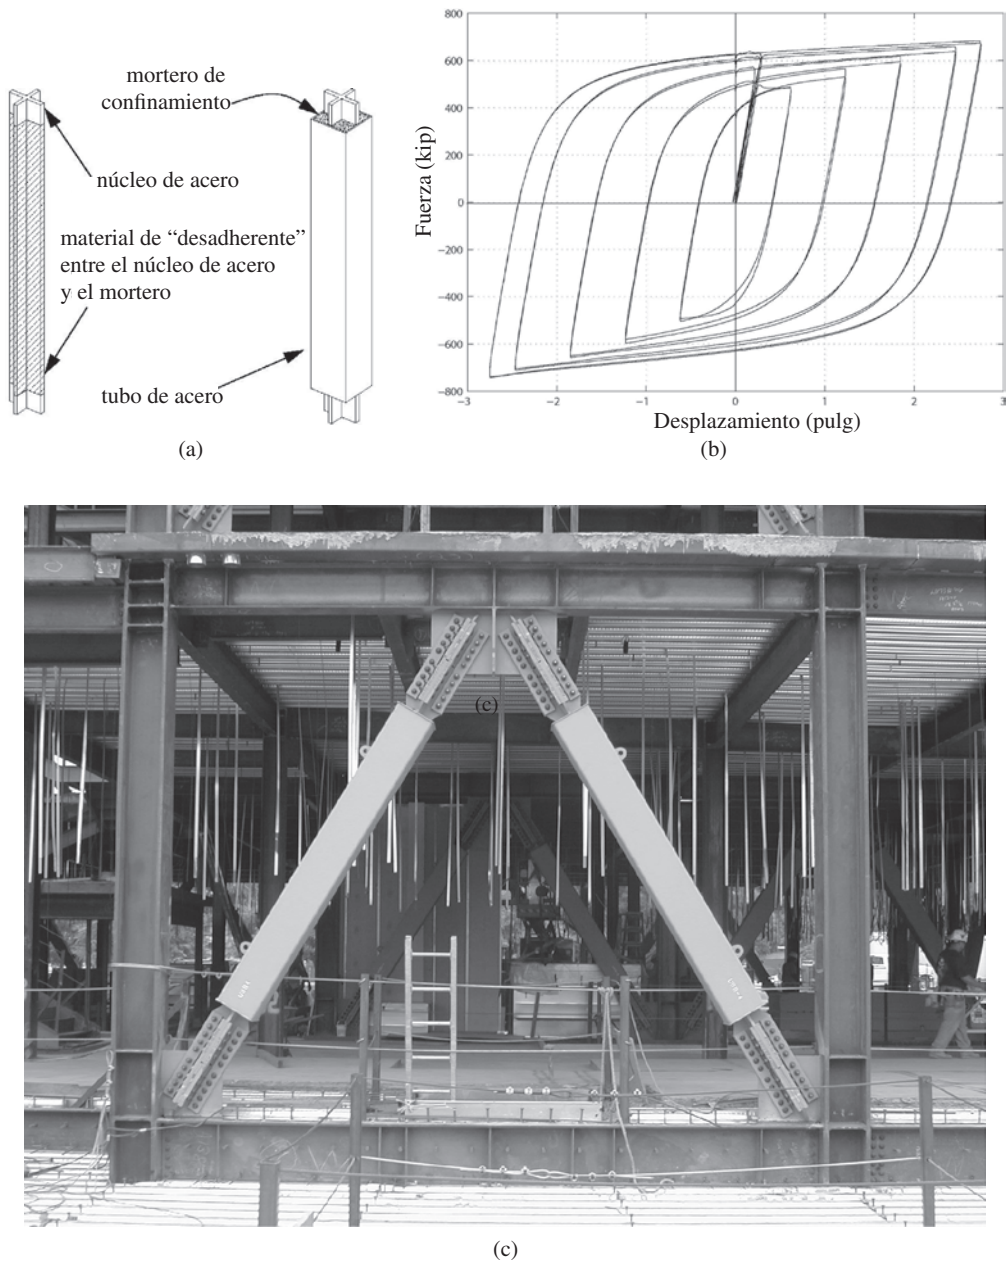 mortero de
confinamiento
núcleo de acero
material de “desadherente”
entre el núcleo de acero
y el mortero
tubo de acero
(a)
800
600
400
200
0
−200
−400
−600
−800
−3
−2
−1
0
1
2
3
Fuerza (kip)
Desplazamiento (pulg)
(b)
(c)
(c)